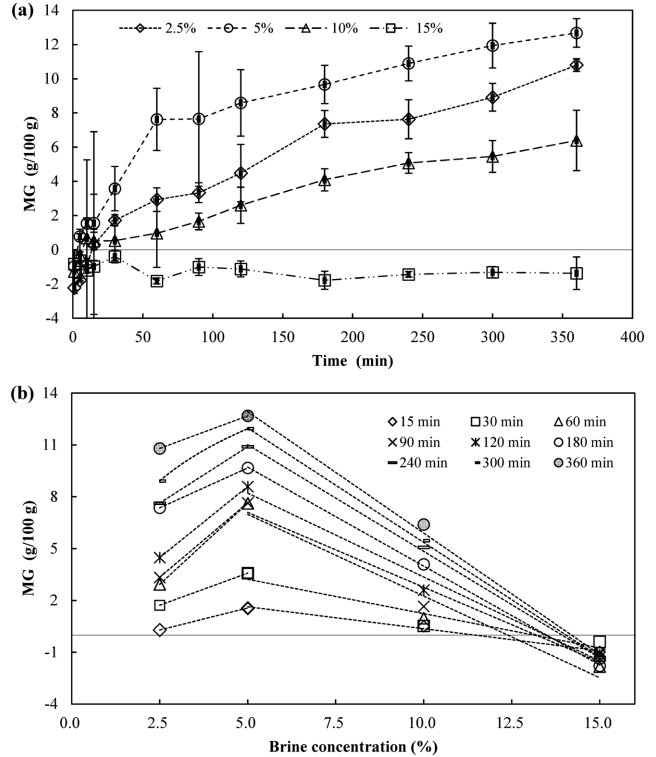 (a)
14
2.5% 5% 10% 15%
12
10
8
6
4
2
0
-2
-4
MG (g/100 g)
0 50 100 150 200 250 300 350 400
Time (min)
(b)
14
15 min 30 min 60 min
90 min 120 min 180 min
240 min 300 min 360 min
11
8
5
2
-1
-4
MG (g/100 g)
0.0 2.5 5.0 7.5 10.0 12.5 15.0
Brine concentration (%)